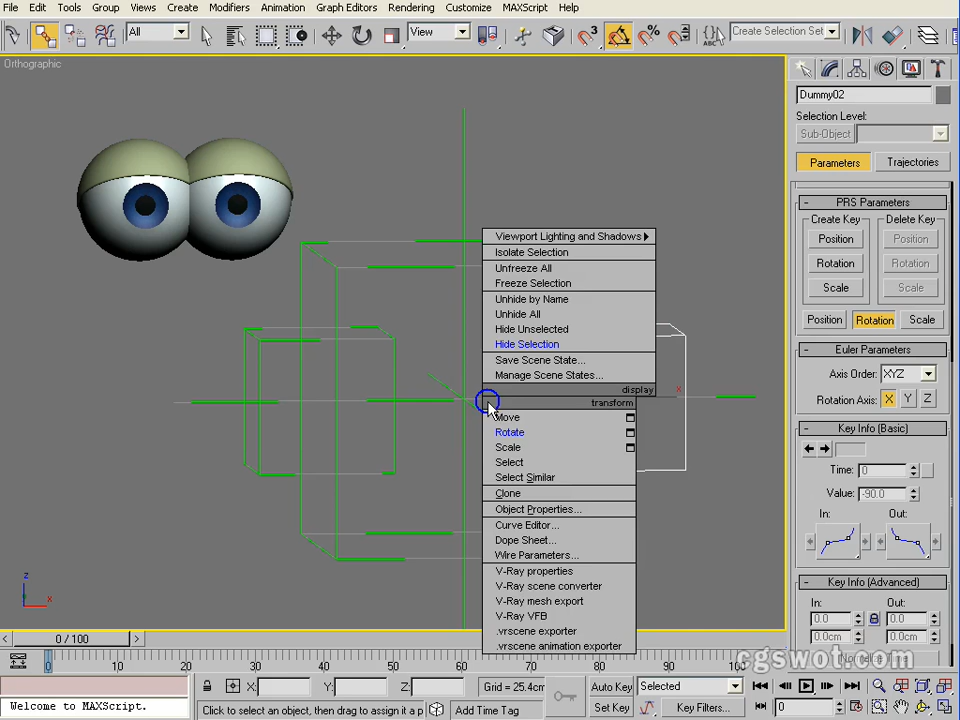 File Edit Tools Group Views Create Modifiers Animation Graph Editors Rendering Customize MAXScript Help
All View 3 % ABC Create Selection Set
Orthographic
Dummy02
Selection Level:
Sub-Object
Parameters Trajectories
- PRS Parameters
Create Key Delete Key
Position Position
Rotation Rotation
Scale Scale
Position Rotation Scale
- Euler Parameters
Axis Order: XYZ
Rotation Axis: X Y Z
- Key Info (Basic)
Time: 0
Value: -90.0
In: Out:
- Key Info (Advanced)
In: Out:
0.0 0.0
0.0cm 0.0cm
Normalize Time
Viewport Lighting and Shadows
Isolate Selection
Unfreeze All
Freeze Selection
Unhide by Name
Unhide All
Hide Unselected
Hide Selection
Save Scene State...
Manage Scene States...
display
transform
Move
Rotate
Scale
Select
Select Similar
Clone
Object Properties...
Curve Editor...
Dope Sheet...
Wire Parameters...
V-Ray properties
V-Ray scene converter
V-Ray mesh export
V-Ray VFB
.vrscene exporter
.vrscene animation exporter
x
z
x
< 0 / 100 >
0 10 20 30 40 50 60 70 80 90 100
cgswot.com
X: Y: Z: Grid = 25.4cm Auto Key Selected
Welcome to MAXScript. Click to select an object, then drag to assign it a p Add Time Tag Set Key Key Filters... 0